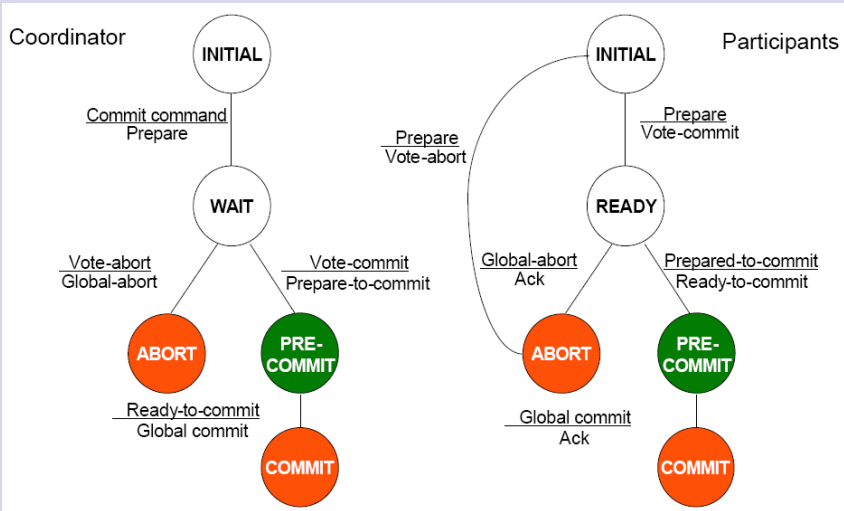 Coordinator
INITIAL
Commit command
Prepare
WAIT
Vote-abort
Global-abort
Vote-commit
Prepare-to-commit
ABORT
PRE-
COMMIT
Ready-to-commit
Global commit
COMMIT
Participants
INITIAL
Prepare
Vote-commit
Prepare
Vote-abort
READY
Global-abort
Ack
Prepared-to-commit
Ready-to-commit
ABORT
PRE-
COMMIT
Global commit
Ack
COMMIT